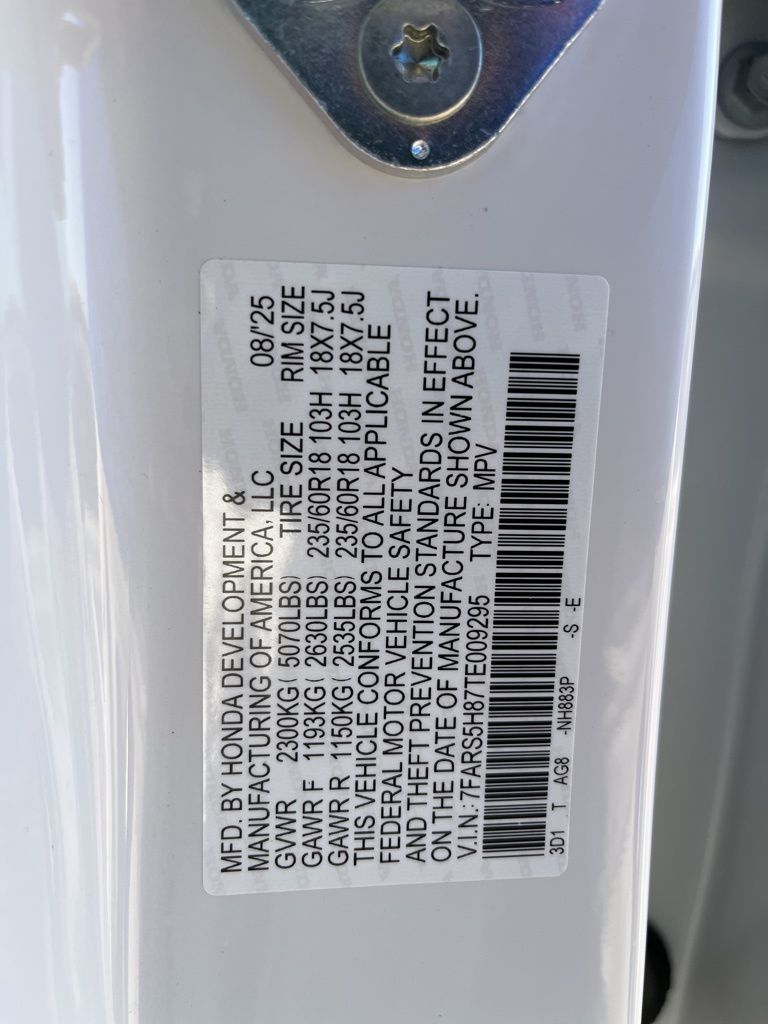 MFD. BY HONDA DEVELOPMENT &
MANUFACTURING OF AMERICA, LLC 08/'25
GVWR 2300KG( 5070LBS) TIRE SIZE RIM SIZE
GAWR F 1193KG( 2630LBS) 235/60R18 103H 18X7.5J
GAWR R 1150KG( 2535LBS) 235/60R18 103H 18X7.5J
THIS VEHICLE CONFORMS TO ALL APPLICABLE
FEDERAL MOTOR VEHICLE SAFETY
AND THEFT PREVENTION STANDARDS IN EFFECT
ON THE DATE OF MANUFACTURE SHOWN ABOVE.
V.I.N.: 7FARS5H87TE009295 TYPE: MPV
3D1 T AG8 -NH883P -S -E